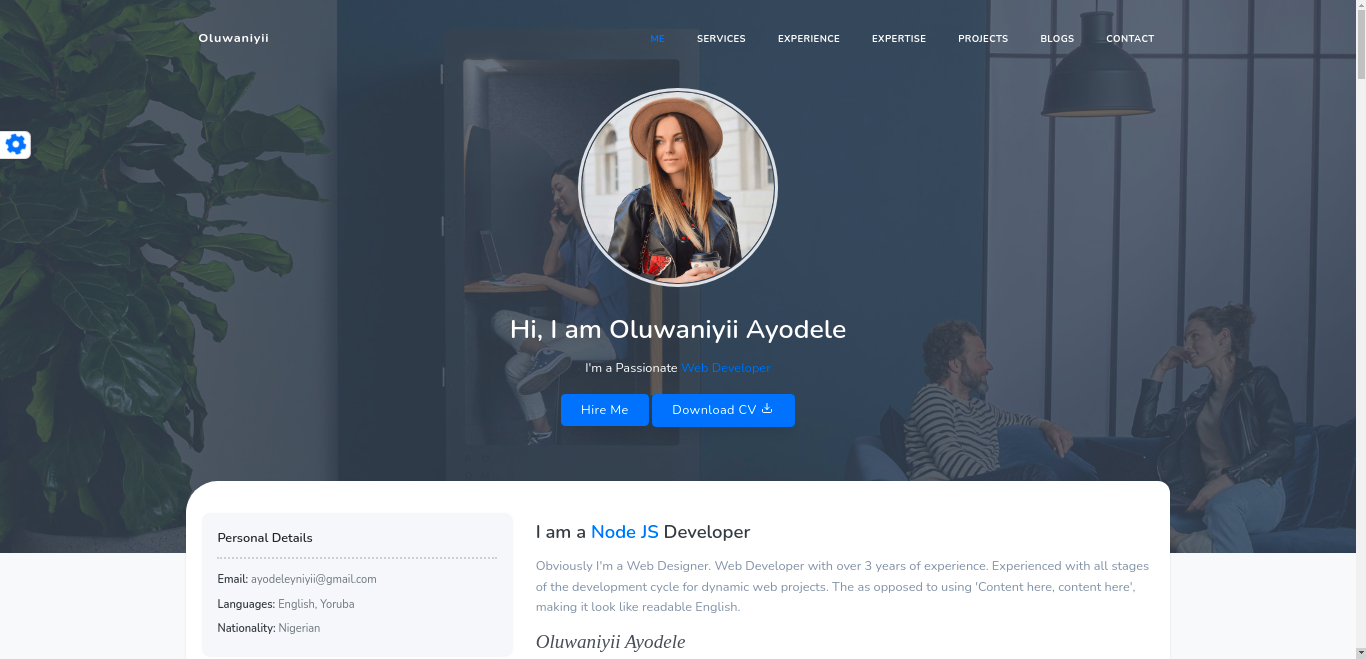 Oluwaniyii
ME SERVICES EXPERIENCE EXPERTISE PROJECTS BLOGS CONTACT
Hi, I am Oluwaniyii Ayodele
I'm a Passionate Web Developer
Hire Me Download CV
Personal Details
Email: ayodeleyniyii@gmail.com
Languages: English, Yoruba
Nationality: Nigerian
I am a Node JS Developer
Obviously I'm a Web Designer. Web Developer with over 3 years of experience. Experienced with all stages
of the development cycle for dynamic web projects. The as opposed to using 'Content here, content here',
making it look like readable English.
Oluwaniyii Ayodele